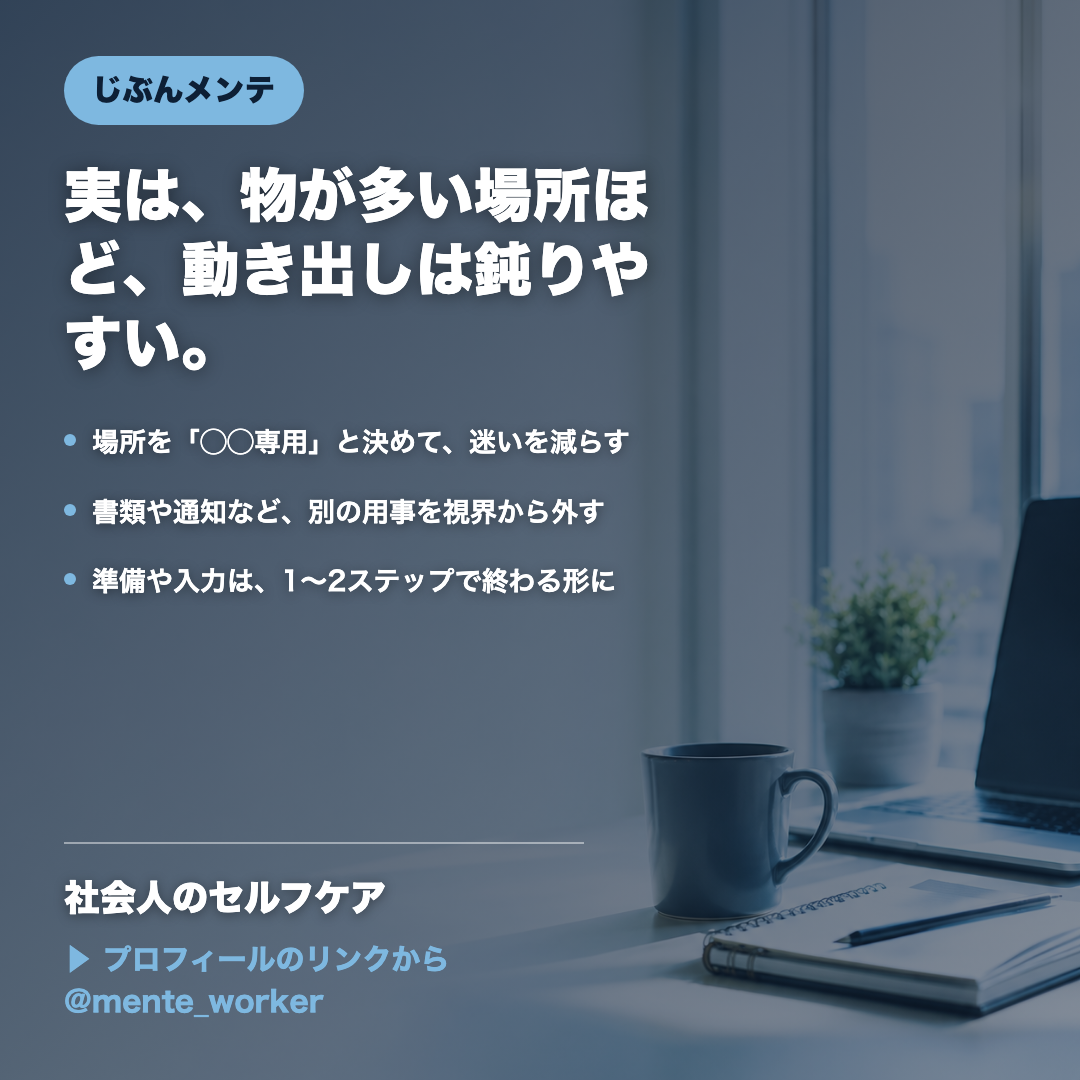 じぶんメンテ
実は、物が多い場所ほ
ど、動き出しは鈍りや
すい。
場所を「◯◯専用」と決めて、迷いを減らす
書類や通知など、別の用事を視界から外す
準備や入力は、1〜2ステップで終わる形に
社会人のセルフケア
▶ プロフィールのリンクから
@mente_worker